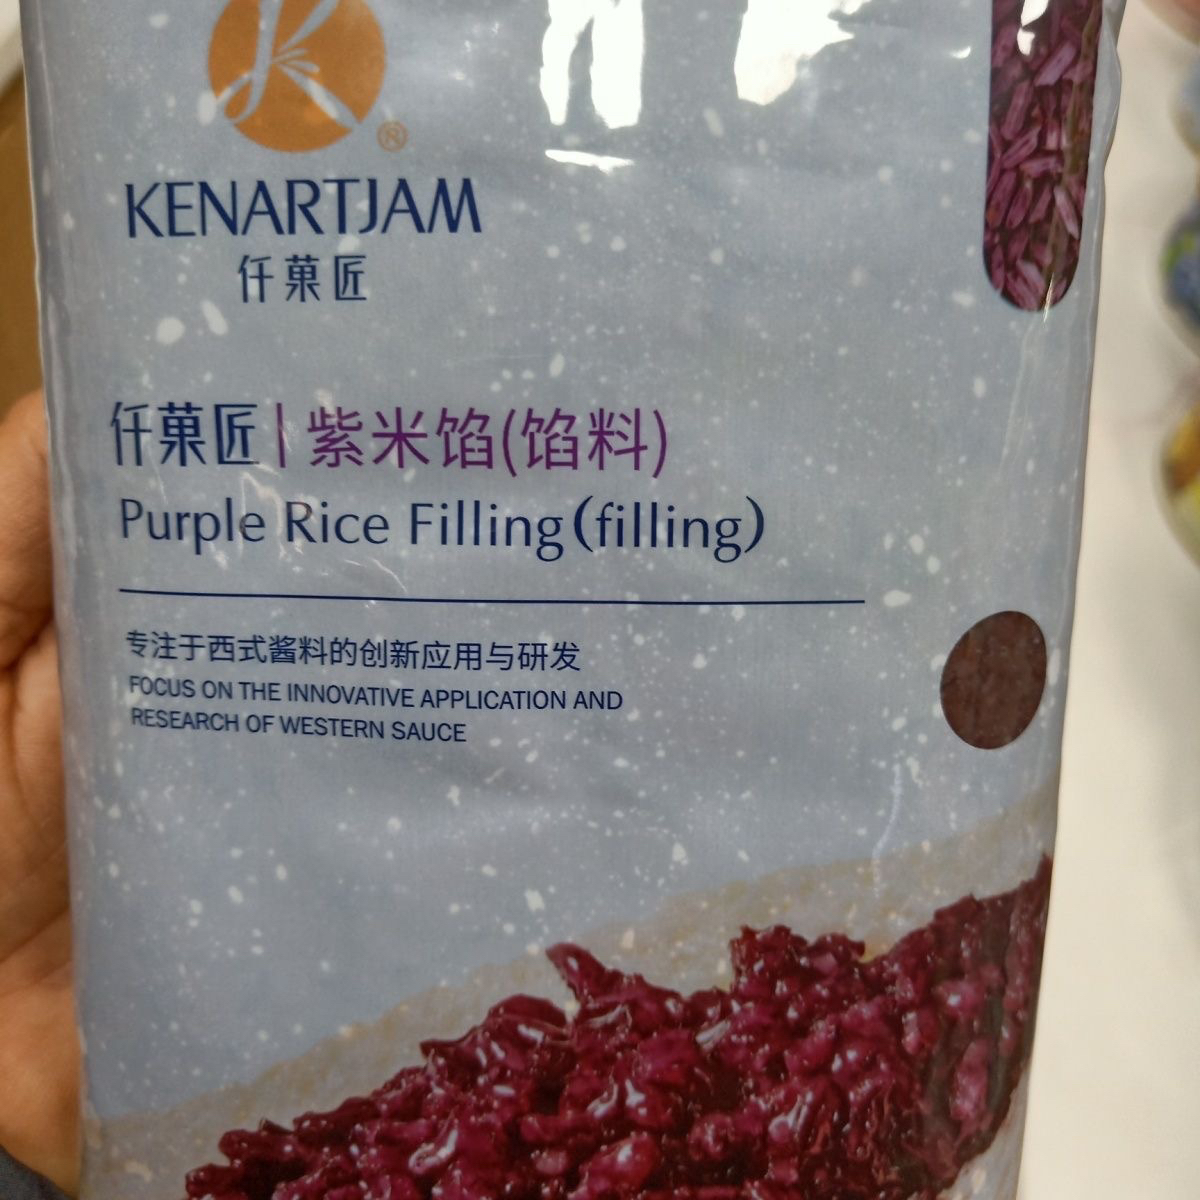 K
®
KENARTJAM
仟菓匠
仟菓匠|紫米馅(馅料)
Purple Rice Filling(filling)
专注于西式酱料的创新应用与研发
FOCUS ON THE INNOVATIVE APPLICATION AND
RESEARCH OF WESTERN SAUCE